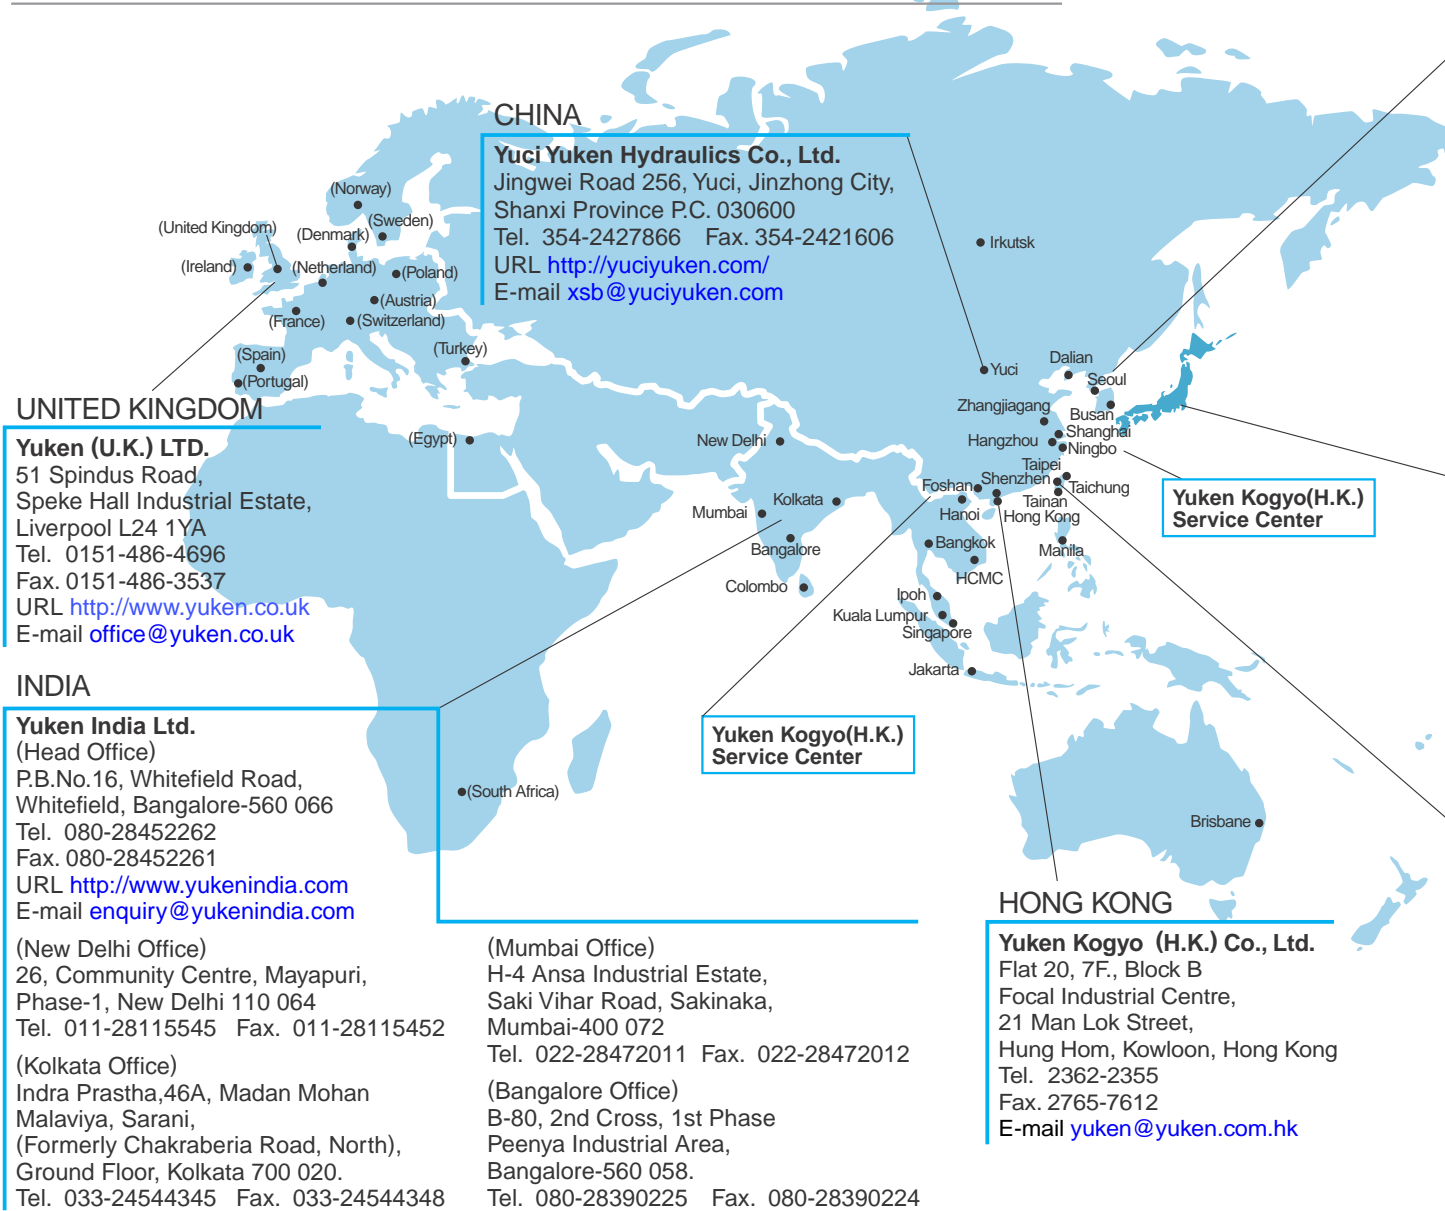 CHINA
Yuci Yuken Hydraulics Co., Ltd.
Jingwei Road 256, Yuci, Jinzhong City,
Shanxi Province P.C. 030600
Tel. 354-2427866 Fax. 354-2421606
URL http://yuciyuken.com/
E-mail xsb@yuciyuken.com
(Norway)
(United Kingdom)
(Denmark)
(Sweden)
(Ireland)
(Netherland)
(Poland)
(Austria)
(France)
(Switzerland)
(Spain)
(Turkey)
(Portugal)
(Egypt)
(South Africa)
Irkutsk
Yuci
Dalian
Seoul
Zhangjiagang
Busan
Shanghai
Hangzhou
Ningbo
Taipei
Foshan
Shenzhen
Taichung
Tainan
Hanoi
Hong Kong
New Delhi
Kolkata
Mumbai
Bangalore
Colombo
Bangkok
Manila
HCMC
Ipoh
Kuala Lumpur
Singapore
Jakarta
Brisbane
Yuken Kogyo(H.K.)
Service Center
Yuken Kogyo(H.K.)
Service Center
UNITED KINGDOM
Yuken (U.K.) LTD.
51 Spindus Road,
Speke Hall Industrial Estate,
Liverpool L24 1YA
Tel. 0151-486-4696
Fax. 0151-486-3537
URL http://www.yuken.co.uk
E-mail office@yuken.co.uk
INDIA
Yuken India Ltd.
(Head Office)
P.B.No.16, Whitefield Road,
Whitefield, Bangalore-560 066
Tel. 080-28452262
Fax. 080-28452261
URL http://www.yukenindia.com
E-mail enquiry@yukenindia.com
(New Delhi Office)
26, Community Centre, Mayapuri,
Phase-1, New Delhi 110 064
Tel. 011-28115545 Fax. 011-28115452
(Kolkata Office)
Indra Prastha,46A, Madan Mohan
Malaviya, Sarani,
(Formerly Chakraberia Road, North),
Ground Floor, Kolkata 700 020.
Tel. 033-24544345 Fax. 033-24544348
(Mumbai Office)
H-4 Ansa Industrial Estate,
Saki Vihar Road, Sakinaka,
Mumbai-400 072
Tel. 022-28472011 Fax. 022-28472012
(Bangalore Office)
B-80, 2nd Cross, 1st Phase
Peenya Industrial Area,
Bangalore-560 058.
Tel. 080-28390225 Fax. 080-28390224
HONG KONG
Yuken Kogyo (H.K.) Co., Ltd.
Flat 20, 7F., Block B
Focal Industrial Centre,
21 Man Lok Street,
Hung Hom, Kowloon, Hong Kong
Tel. 2362-2355
Fax. 2765-7612
E-mail yuken@yuken.com.hk